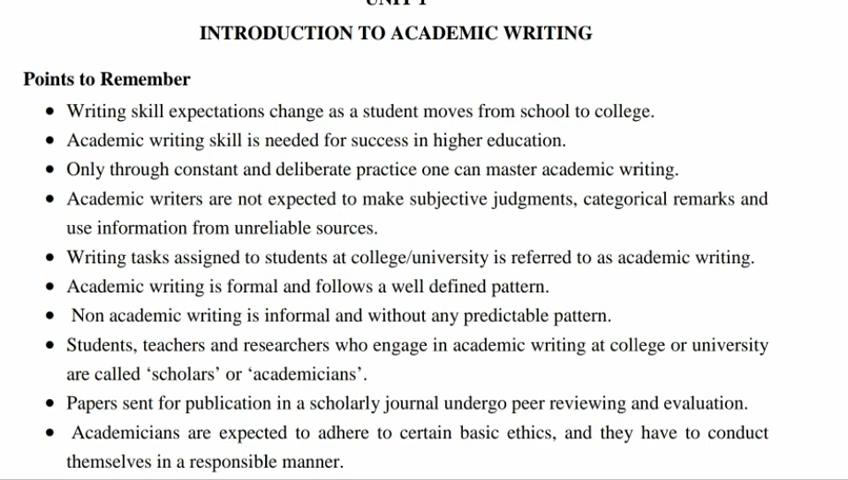 UNIT 1
INTRODUCTION TO ACADEMIC WRITING
Points to Remember
• Writing skill expectations change as a student moves from school to college.
• Academic writing skill is needed for success in higher education.
• Only through constant and deliberate practice one can master academic writing.
• Academic writers are not expected to make subjective judgments, categorical remarks and
use information from unreliable sources.
• Writing tasks assigned to students at college/university is referred to as academic writing.
• Academic writing is formal and follows a well defined pattern.
• Non academic writing is informal and without any predictable pattern.
• Students, teachers and researchers who engage in academic writing at college or university
are called ‘scholars’ or ‘academicians’.
• Papers sent for publication in a scholarly journal undergo peer reviewing and evaluation.
• Academicians are expected to adhere to certain basic ethics, and they have to conduct
themselves in a responsible manner.